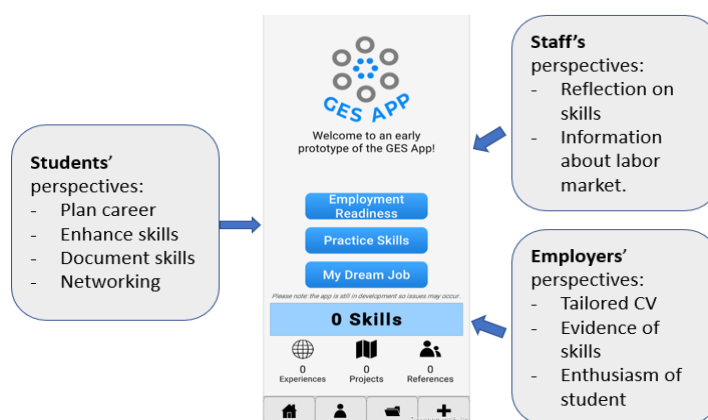 Students'
perspectives:
- Plan career
- Enhance skills
- Document skills
- Networking
GES APP
Welcome to an early
prototype of the GES App!
Employment
Readiness
Practice Skills
My Dream Job
Please note: the app is still in development so issues may occur.
0 Skills
0
Experiences
0
Projects
0
References
Staff's
perspectives:
- Reflection on
skills
- Information
about labor
market.
Employers'
perspectives:
- Tailored CV
- Evidence of
skills
- Enthusiasm of
student